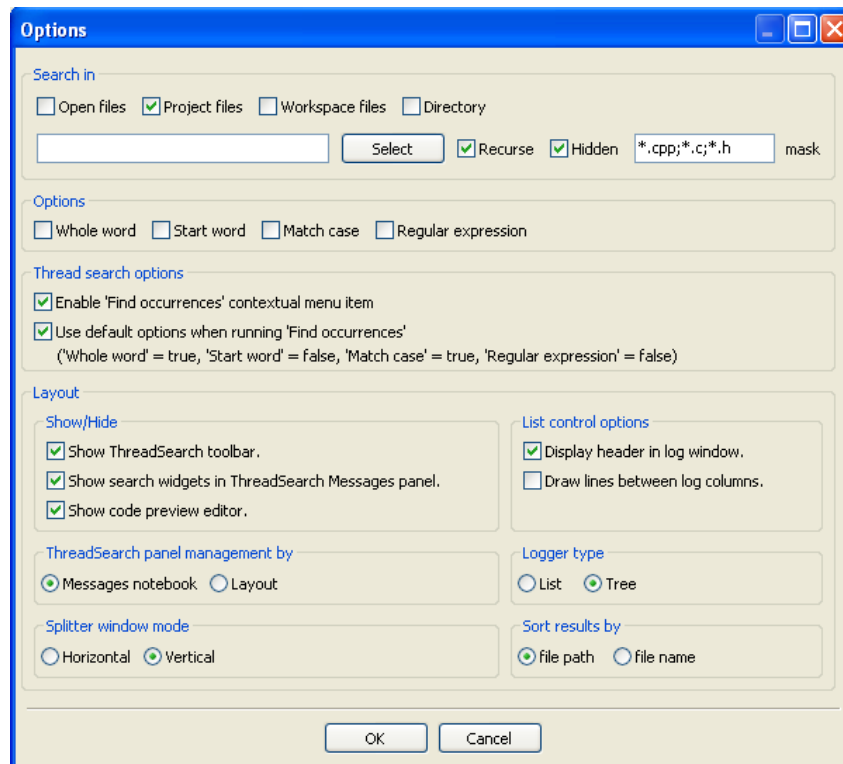 Options
Search in
Open files Project files Workspace files Directory
Select Recurse Hidden *.cpp;*.c;*.h mask
Options
Whole word Start word Match case Regular expression
Thread search options
Enable 'Find occurrences' contextual menu item
Use default options when running 'Find occurrences'
('Whole word' = true, 'Start word' = false, 'Match case' = true, 'Regular expression' = false)
Layout
Show/Hide List control options
Show ThreadSearch toolbar. Display header in log window.
Show search widgets in ThreadSearch Messages panel. Draw lines between log columns.
Show code preview editor.
ThreadSearch panel management by Logger type
Messages notebook Layout List Tree
Splitter window mode Sort results by
Horizontal Vertical file path file name
OK Cancel